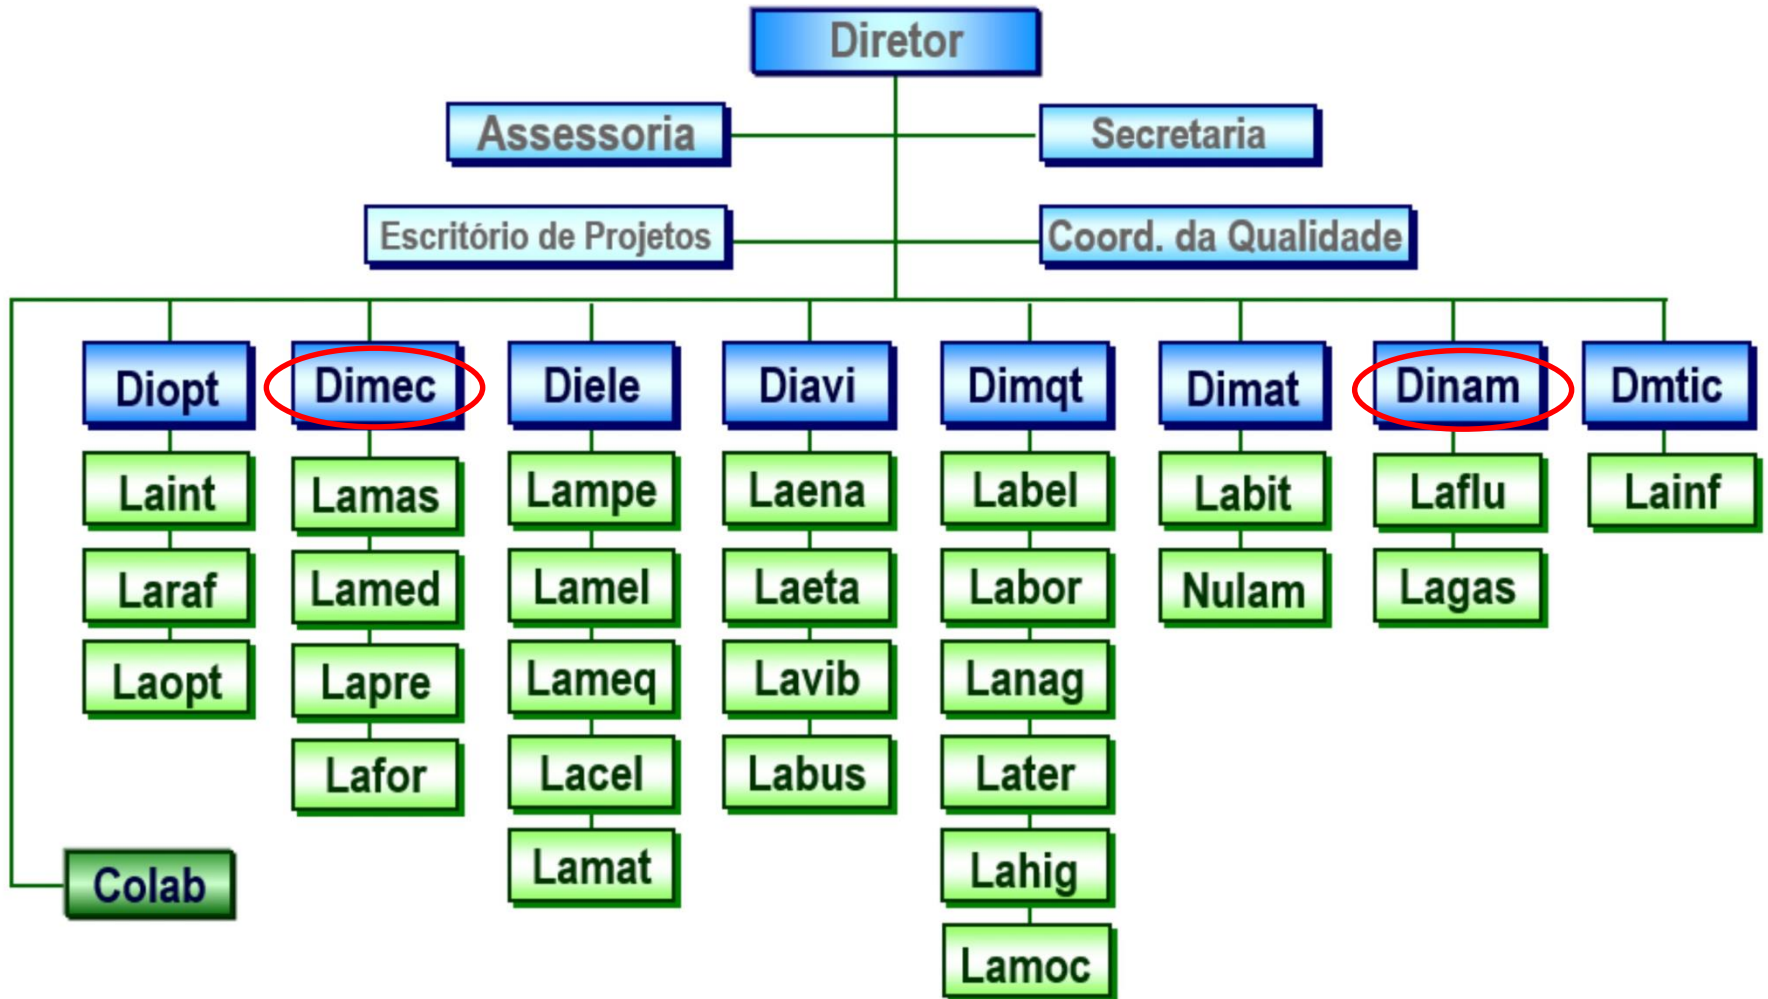 Diretor
Assessoria
Secretaria
Escritório de Projetos
Coord. da Qualidade
Diopt
Dimec
Diele
Diavi
Dimqt
Dimat
Dinam
Dmtic
Laint
Lamas
Lampe
Laena
Label
Labit
Laflu
Lainf
Laraf
Lamed
Lamel
Laeta
Labor
Nulam
Lagas
Laopt
Lapre
Lameq
Lavib
Lanag
Lafor
Lacel
Labus
Later
Colab
Lamat
Lahig
Lamoc